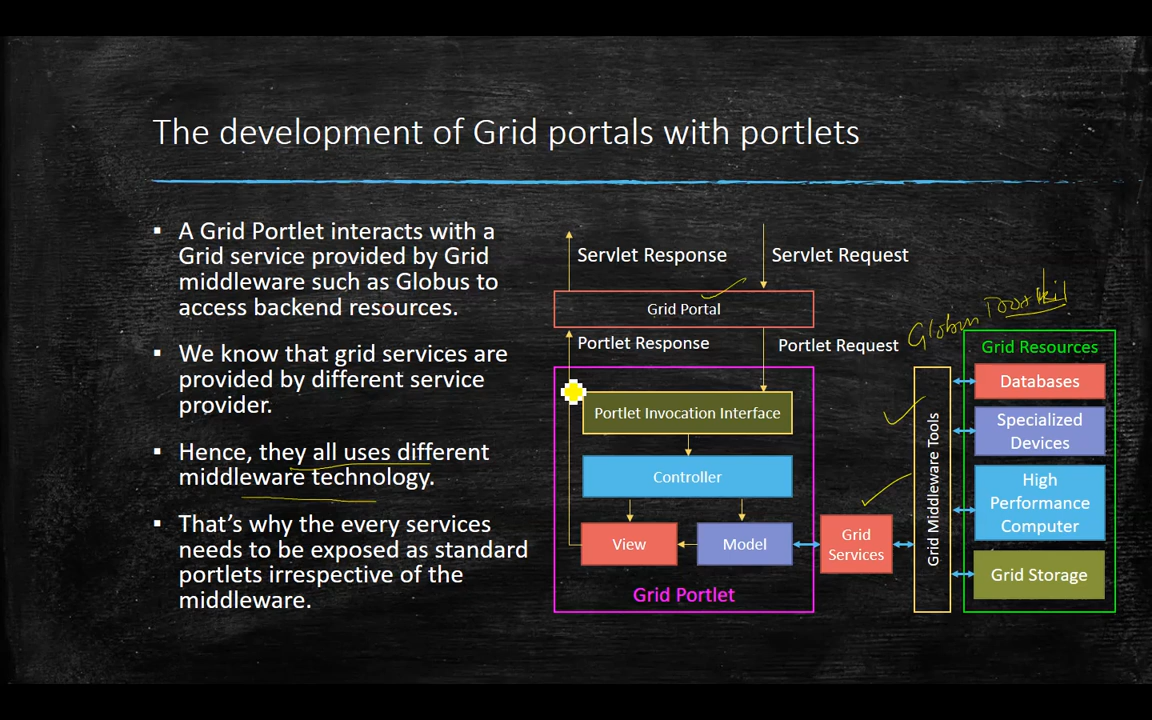 The development of Grid portals with portlets
▪ A Grid Portlet interacts with a
Grid service provided by Grid
middleware such as Globus to
access backend resources.
▪ We know that grid services are
provided by different service
provider.
▪ Hence, they all uses different
middleware technology.
▪ That's why the every services
needs to be exposed as standard
portlets irrespective of the
middleware.
Servlet Response
Servlet Request
Grid Portal
Portlet Response
Portlet Request
Portlet Invocation Interface
Controller
View
Model
Grid Portlet
Grid
Services
Grid Middleware Tools
Grid Resources
Databases
Specialized
Devices
High
Performance
Computer
Grid Storage